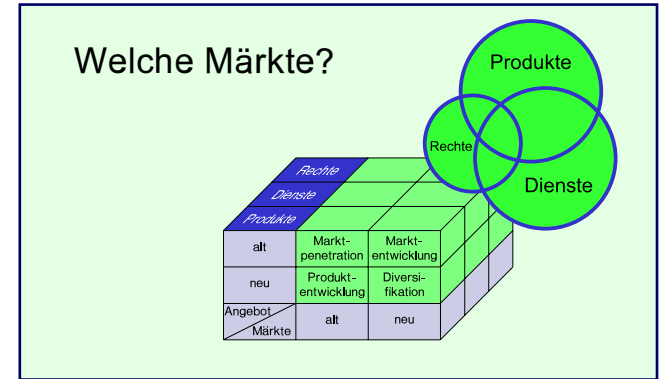 Welche Märkte?
Produkte
Rechte
Dienste
Rechte
Dienste
Produkte
alt
Markt-
penetration
Markt-
entwicklung
neu
Produkt-
entwicklung
Diversi-
fikation
Angebot
Märkte
alt
neu